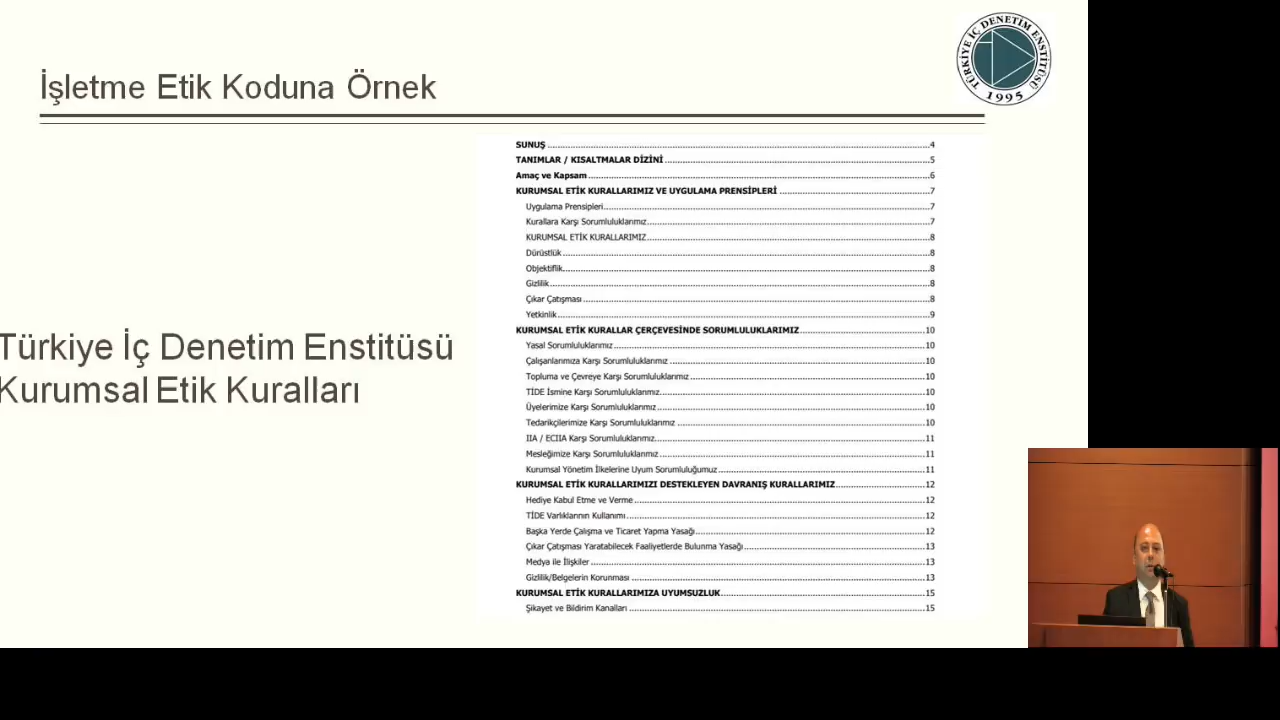 İşletme Etik Koduna Örnek
TÜRKİYE İÇ DENETİM ENSTİTÜSÜ
1995
Türkiye İç Denetim Enstitüsü
Kurumsal Etik Kuralları
SUNUŞ ........ 4
TANIMLAR / KISALTMALAR DİZİNİ ........ 5
Amaç ve Kapsam ........ 6
KURUMSAL ETİK KURALLARIMIZ VE UYGULAMA PRENSİPLERİ ........ 7
Uygulama Prensipleri ........ 7
Kurallara Karşı Sorumluluklarımız ........ 7
KURUMSAL ETİK KURALLARIMIZ ........ 8
Dürüstlük ........ 8
Objektiflik ........ 8
Gizlilik ........ 8
Çıkar Çatışması ........ 8
Yetkinlik ........ 9
KURUMSAL ETİK KURALLAR ÇERÇEVESİNDE SORUMLULUKLARIMIZ ........ 10
Yasal Sorumluluklarımız ........ 10
Çalışanlarımıza Karşı Sorumluluklarımız ........ 10
Topluma ve Çevreye Karşı Sorumluluklarımız ........ 10
TİDE İsmine Karşı Sorumluluklarımız ........ 10
Üyelerimize Karşı Sorumluluklarımız ........ 10
Tedarikçilerimize Karşı Sorumluluklarımız ........ 10
IIA / ECIIA Karşı Sorumluluklarımız ........ 11
Mesleğimize Karşı Sorumluluklarımız ........ 11
Kurumsal Yönetim İlkelerine Uyum Sorumluluğumuz ........ 11
KURUMSAL ETİK KURALLARIMIZI DESTEKLEYEN DAVRANIŞ KURALLARIMIZ ........ 12
Hediye Kabul Etme ve Verme ........ 12
TİDE Varlıklarının Kullanımı ........ 12
Başka Yerde Çalışma ve Ticaret Yapma Yasağı ........ 12
Çıkar Çatışması Yaratabilecek Faaliyetlerde Bulunma Yasağı ........ 13
Medya ile İlişkiler ........ 13
Gizlilik/Belgelerin Korunması ........ 13
KURUMSAL ETİK KURALLARIMIZA UYUMSUZLUK ........ 15
Şikayet ve Bildirim Kanalları ........ 15